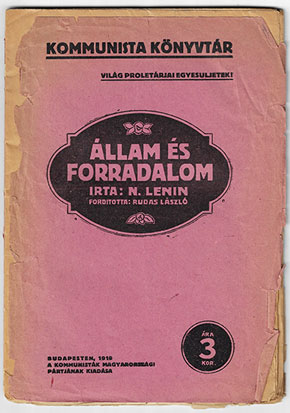 KOMMUNISTA KÖNYVTÁR
VILÁG PROLETÁRJAI EGYESÜLJETEK!
ÁLLAM ÉS
FORRADALOM
IRTA: N. LENIN
FORDITOTTA: RUDAS LÁSZLÓ
BUDAPESTEN, 1919
A KOMMUNISTÁK MAGYARORSZÁGI
PÁRTJÁNAK KIADÁSA
ÁRA
3
KOR.